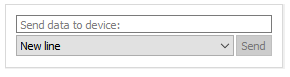 Send data to device:
New line
Send